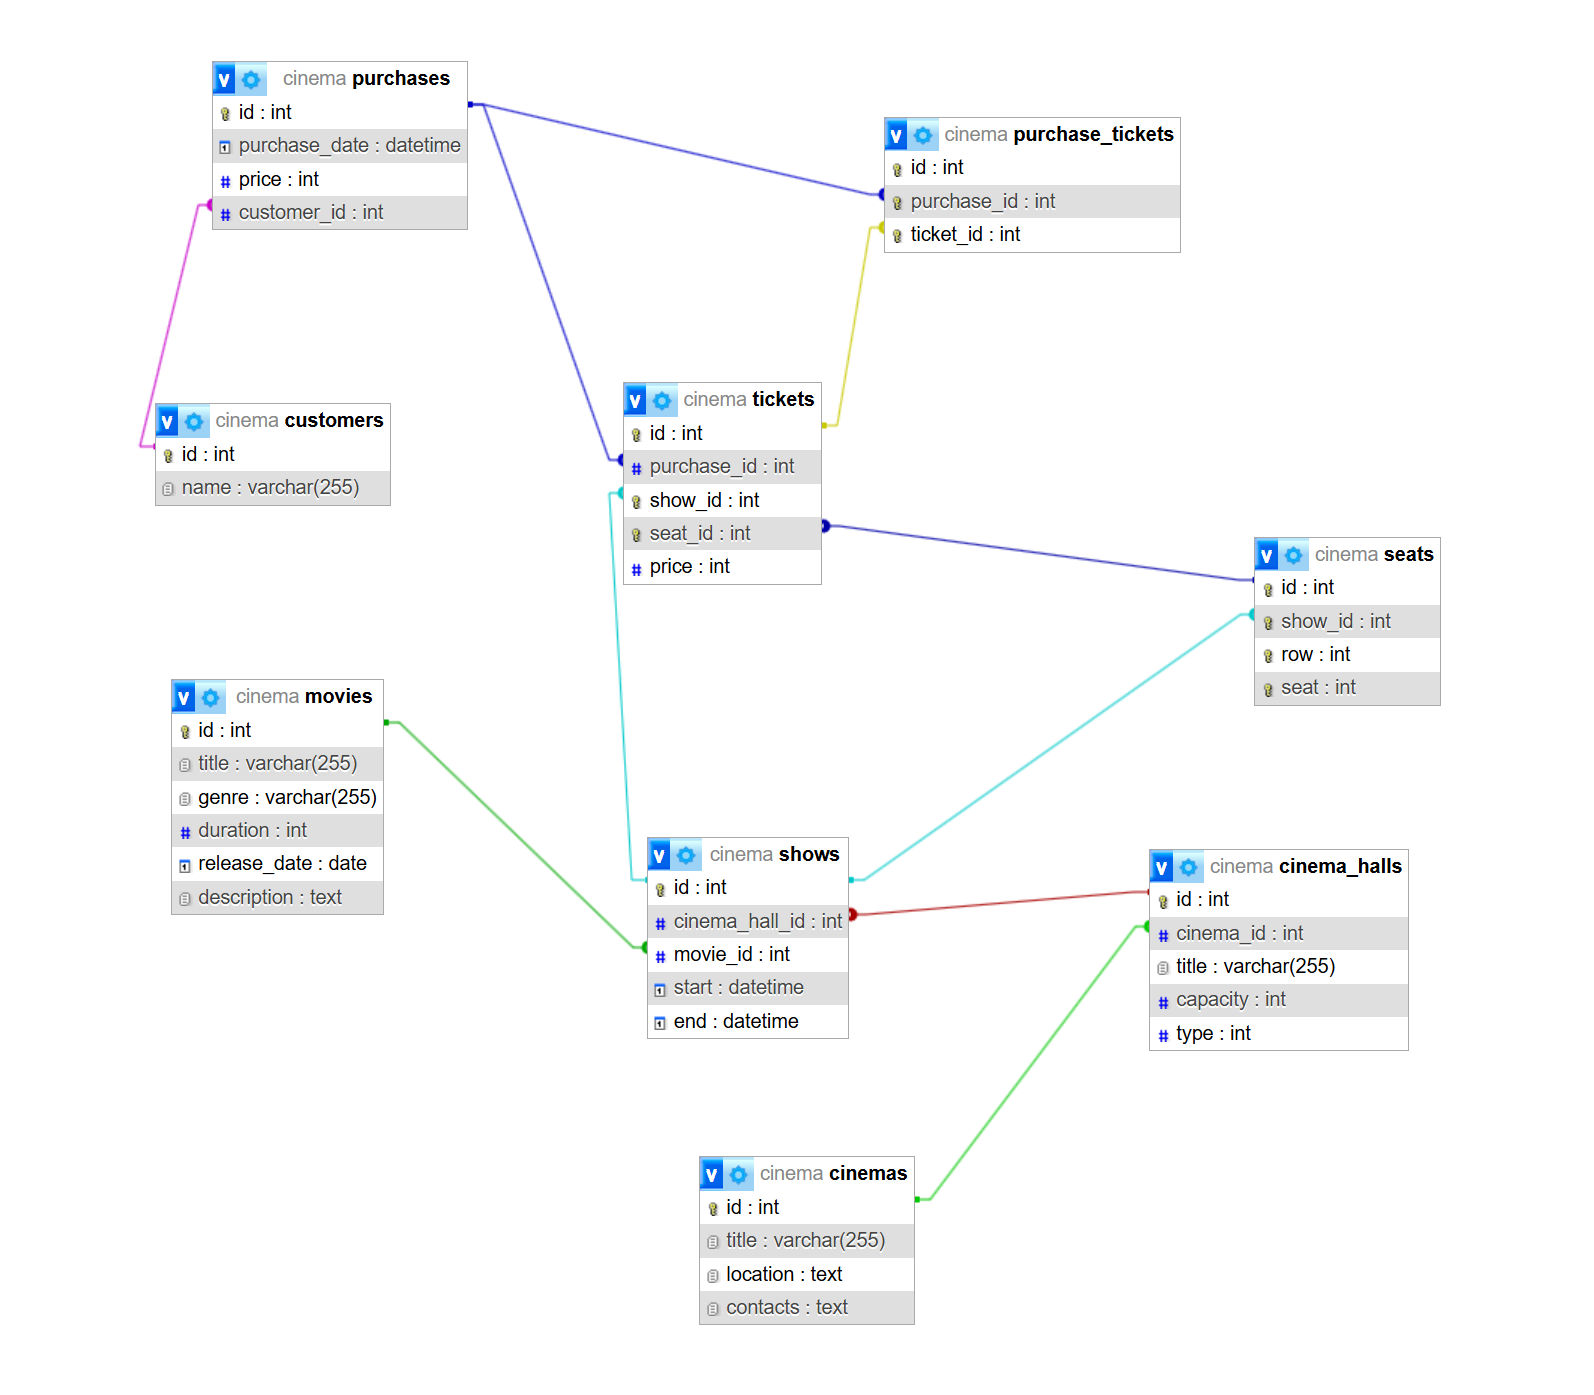 v cinema purchases
id : int
purchase_date : datetime
# price : int
# customer_id : int
v cinema purchase_tickets
id : int
purchase_id : int
ticket_id : int
v cinema customers
id : int
name : varchar(255)
v cinema tickets
id : int
# purchase_id : int
show_id : int
seat_id : int
# price : int
v cinema seats
id : int
show_id : int
row : int
seat : int
v cinema movies
id : int
title : varchar(255)
genre : varchar(255)
# duration : int
release_date : date
description : text
v cinema shows
id : int
# cinema_hall_id : int
# movie_id : int
start : datetime
end : datetime
v cinema cinema_halls
id : int
# cinema_id : int
title : varchar(255)
# capacity : int
# type : int
v cinema cinemas
id : int
title : varchar(255)
location : text
contacts : text